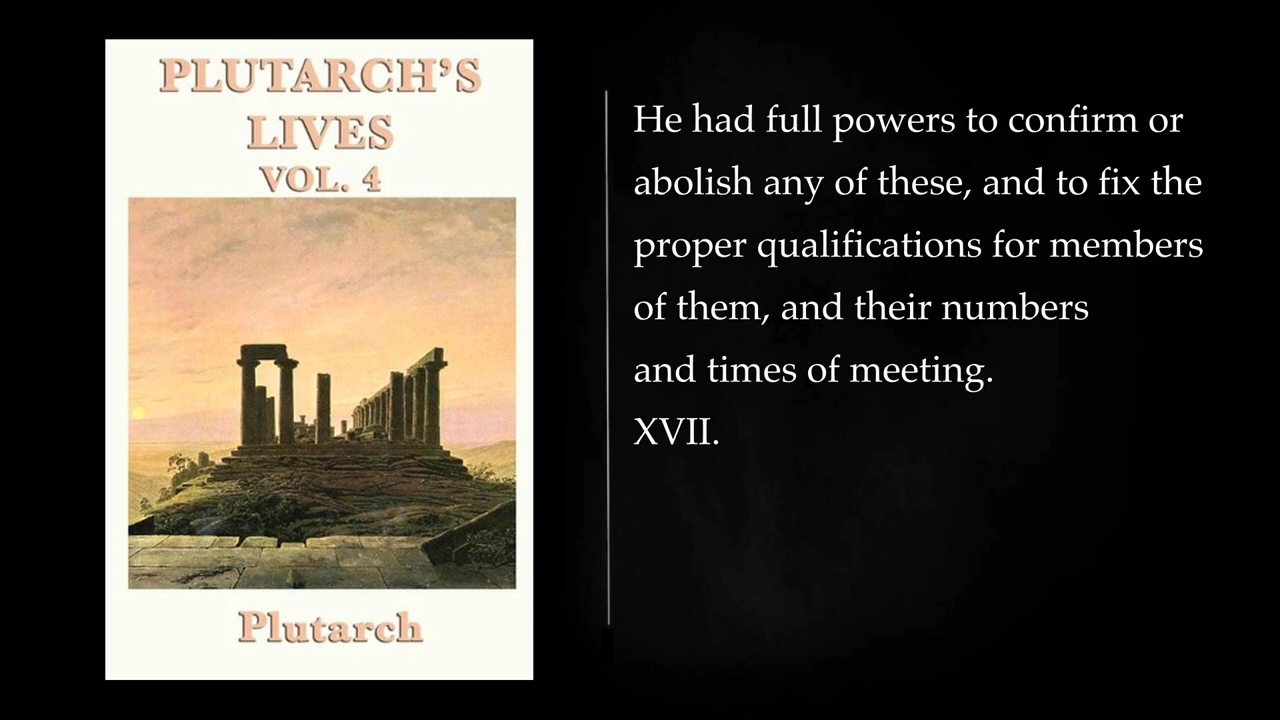 PLUTARCH'S
LIVES
VOL. 4
Plutarch
He had full powers to confirm or
abolish any of these, and to fix the
proper qualifications for members
of them, and their numbers
and times of meeting.
XVII.